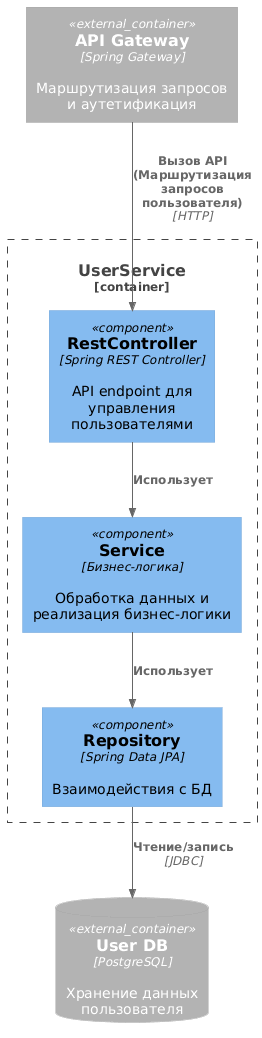 «external_container»
API Gateway
[Spring Gateway]
Маршрутизация запросов
и аутетификация
Вызов API
(Маршрутизация
запросов
пользователя)
[HTTP]
UserService
[container]
«component»
RestController
[Spring REST Controller]
API endpoint для
управления
пользователями
Использует
«component»
Service
[Бизнес-логика]
Обработка данных и
реализация бизнес-логики
Использует
«component»
Repository
[Spring Data JPA]
Взаимодействия с БД
Чтение/запись
[JDBC]
«external_container»
User DB
[PostgreSQL]
Хранение данных
пользователя